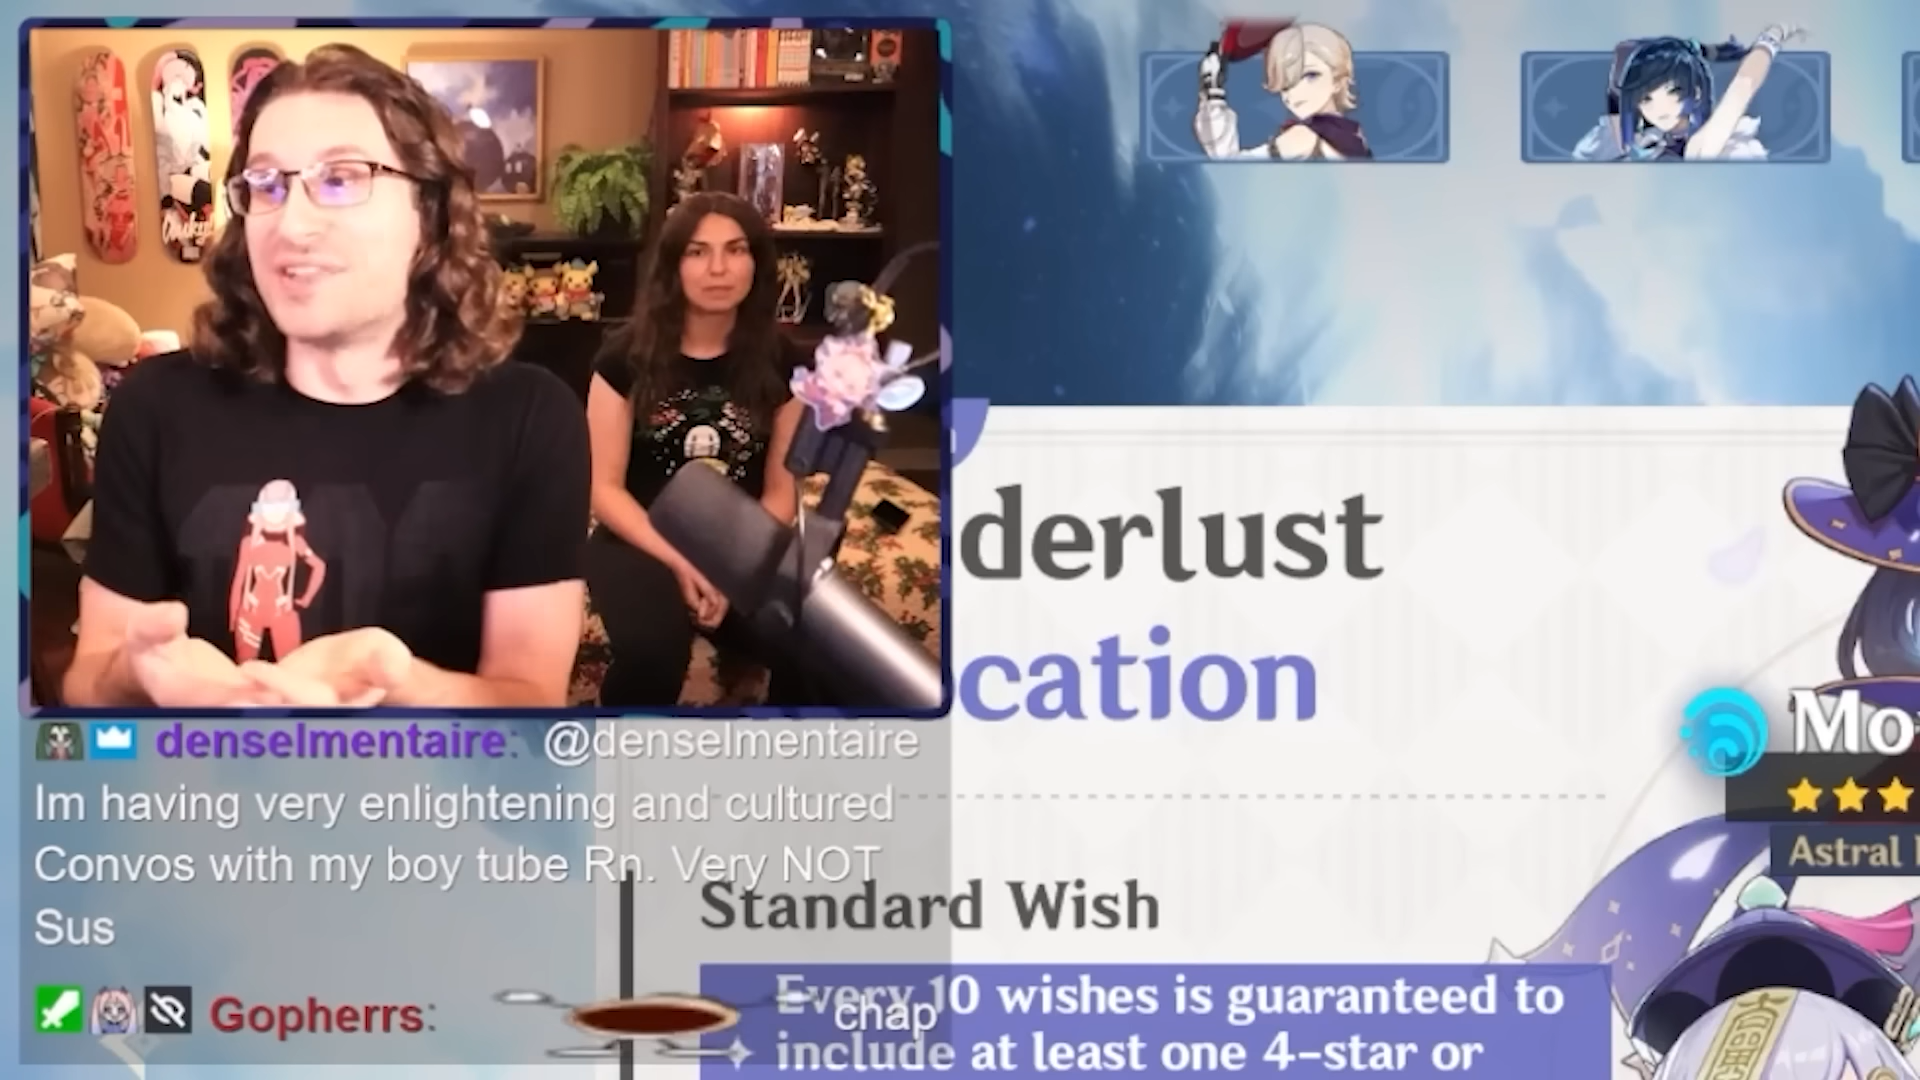 derlust
cation
Mo
Astral
denselmentaire: @denselmentaire
Im having very enlightening and cultured
Convos with my boy tube Rn. Very NOT
Sus
Standard Wish
Gopherrs: chap
Every 10 wishes is guaranteed to
include at least one 4-star or